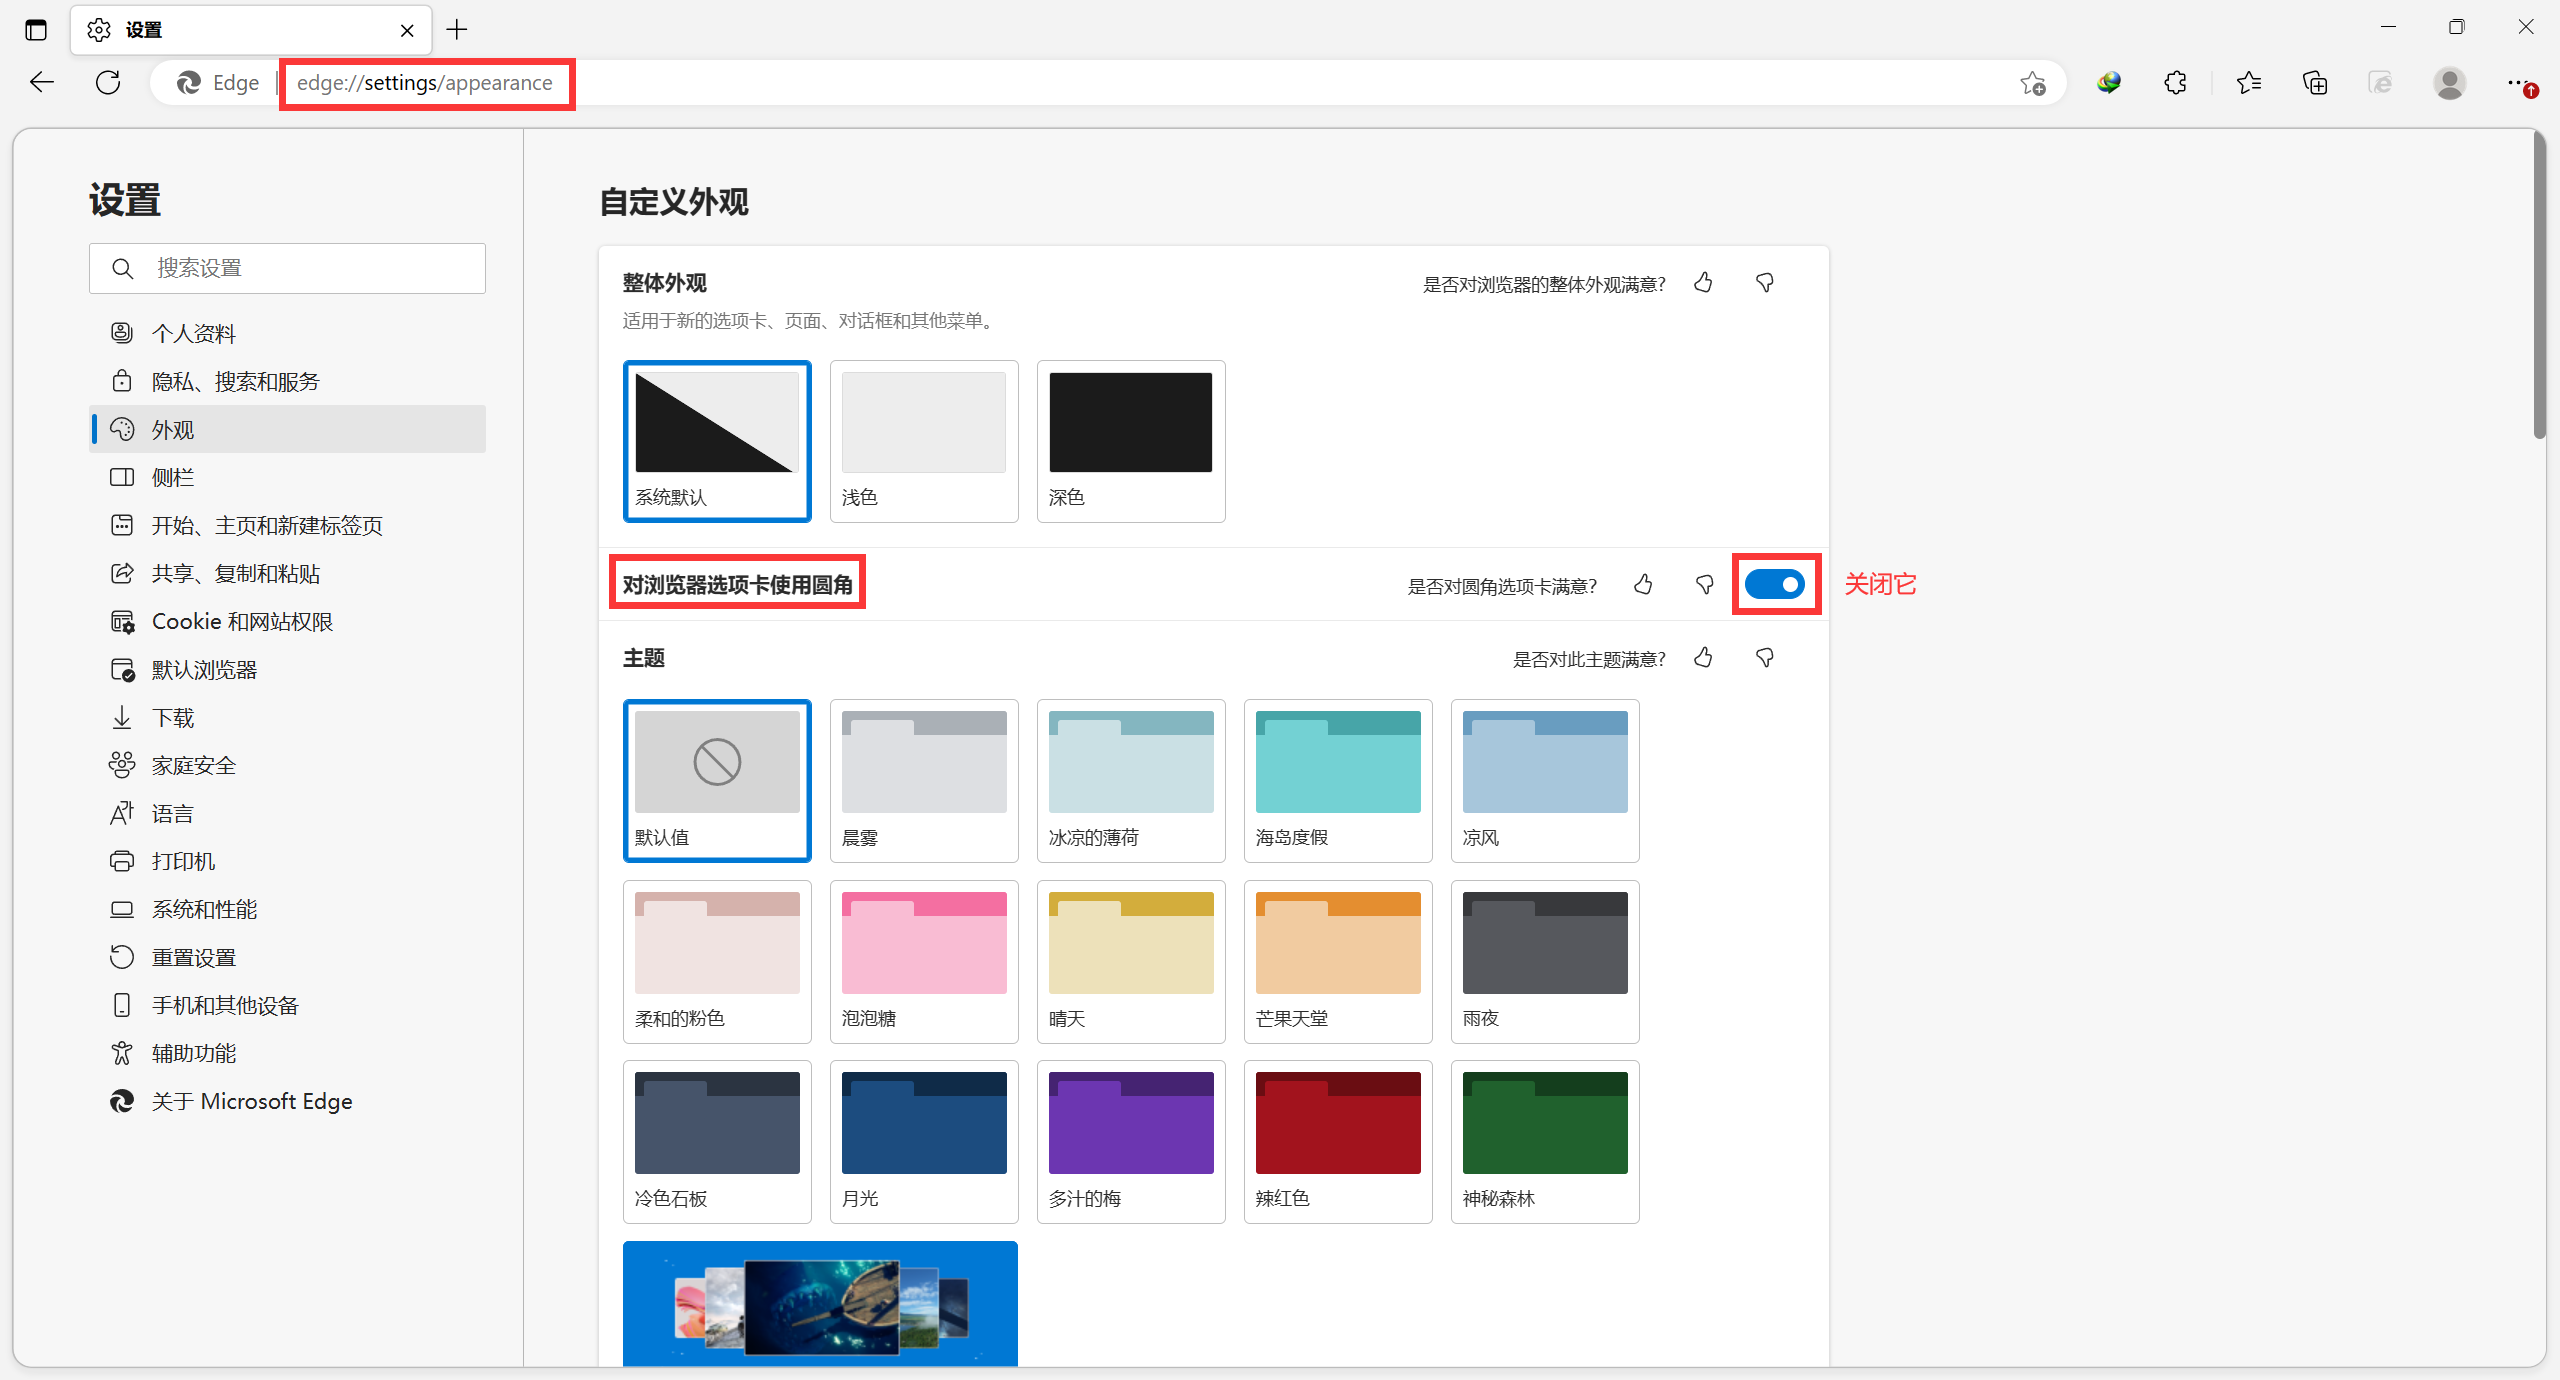 设置
Edge
edge://settings/appearance
设置
搜索设置
个人资料
隐私、搜索和服务
外观
侧栏
开始、主页和新建标签页
共享、复制和粘贴
Cookie 和网站权限
默认浏览器
下载
家庭安全
语言
打印机
系统和性能
重置设置
手机和其他设备
辅助功能
关于 Microsoft Edge
自定义外观
整体外观
是否对浏览器的整体外观满意?
适用于新的选项卡、页面、对话框和其他菜单。
系统默认
浅色
深色
对浏览器选项卡使用圆角
是否对圆角选项卡满意?
关闭它
主题
是否对此主题满意?
默认值
晨雾
冰凉的薄荷
海岛度假
凉风
柔和的粉色
泡泡糖
晴天
芒果天堂
雨夜
冷色石板
月光
多汁的梅
辣红色
神秘森林